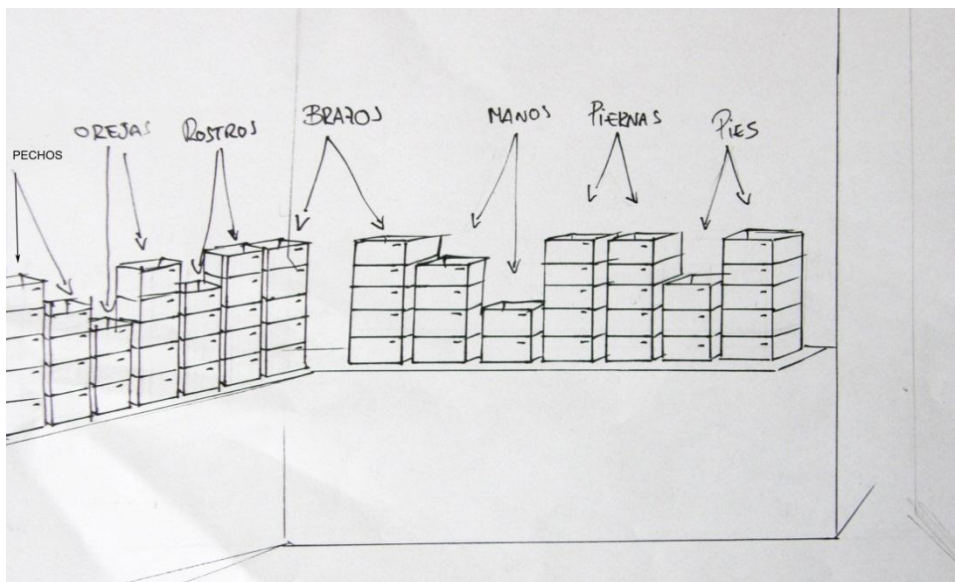 PECHOS
OREJAS
ROSTROS
BRAZOS
MANOS
PIERNAS
PIES